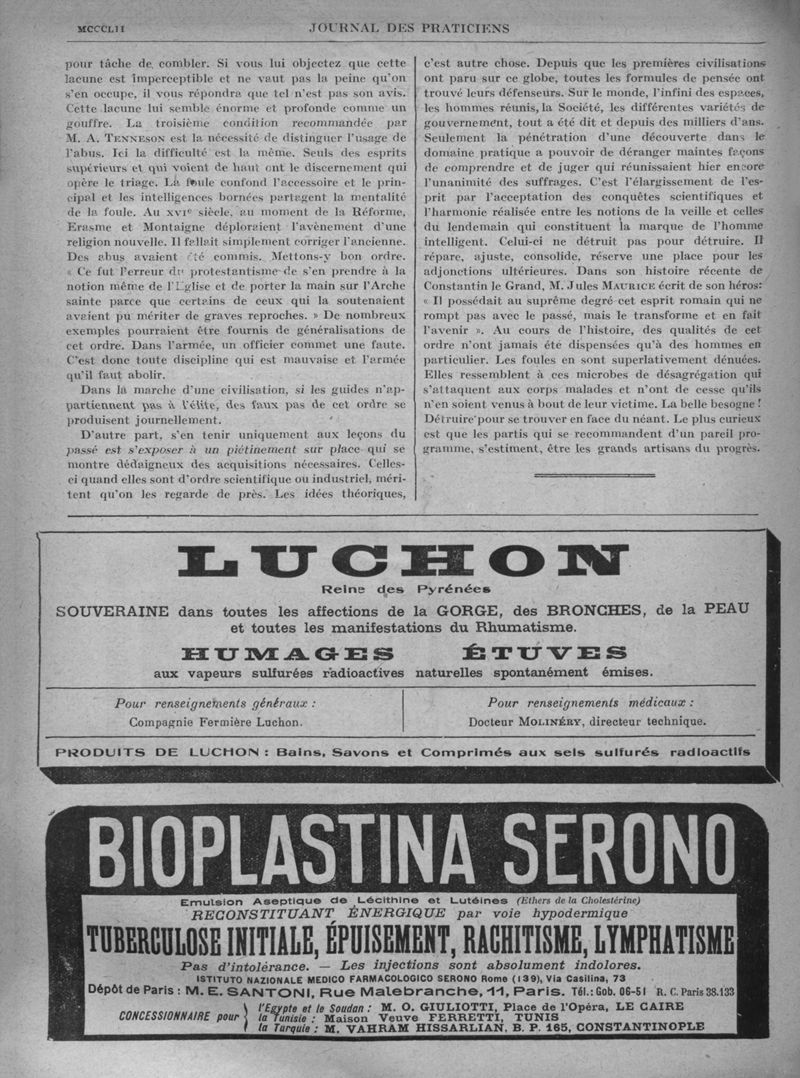 MCCCLII
JOURNAL DES PRATICIENS
pour tâche de combler. Si vous lui objectez que cette
lacune est imperceptible et ne vaut pas la peine qu'on
s'en occupe, il vous répondra que tel n'est pas son avis.
Cette lacune lui semble énorme et profonde comme un
gouffre. La troisième condition recommandée par
M. A. TENNESON est la nécessité de distinguer l'usage de
l'abus. Ici la difficulté est la même. Seuls des esprits
supérieurs et qui voient de haut ont le discernement qui
opère le triage. La foule confond l'accessoire et le prin-
cipal et les intelligences bornées partagent la mentalité
de la foule. Au XVIe siècle, au moment de la Réforme,
Erasme et Montaigne déploraient l'avènement d'une
religion nouvelle. Il fallait simplement corriger l'ancienne.
Des abus avaient été commis. Mettons-y bon ordre.
« Ce fut l'erreur du protestantisme de s'en prendre à la
notion même de l'Eglise et de porter la main sur l'Arche
sainte parce que certains de ceux qui la soutenaient
avaient pu mériter de graves reproches. » De nombreux
exemples pourraient être fournis de généralisations de
cet ordre. Dans l'armée, un officier commet une faute.
C'est donc toute discipline qui est mauvaise et l'armée
qu'il faut abolir.
Dans la marche d'une civilisation, si les guides n'ap-
partiennent pas à l'élite, des faux pas de cet ordre se
produisent journellement.
D'autre part, s'en tenir uniquement aux leçons du
passé est s'exposer à un piétinement sur place qui se
montre dédaigneux des acquisitions nécessaires. Celles-
ci quand elles sont d'ordre scientifique ou industriel, méri-
tent qu'on les regarde de près. Les idées théoriques,
c'est autre chose. Depuis que les premières civilisations
ont paru sur ce globe, toutes les formules de pensée ont
trouvé leurs défenseurs. Sur le monde, l'infini des espaces,
les hommes réunis, la Société, les différentes variétés de
gouvernement, tout a été dit et depuis des milliers d'ans.
Seulement la pénétration d'une découverte dans le
domaine pratique a pouvoir de déranger maintes façons
de comprendre et de juger qui réunissaient hier encore
l'unanimité des suffrages. C'est l'élargissement de l'es-
prit par l'acceptation des conquêtes scientifiques et
l'harmonie réalisée entre les notions de la veille et celles
du lendemain qui constituent la marque de l'homme
intelligent. Celui-ci ne détruit pas pour détruire. Il
répare, ajuste, consolide, réserve une place pour les
adjonctions ultérieures. Dans son histoire récente de
Constantin le Grand, M. Jules MAURICE écrit de son héros:
« Il possédait au suprême degré cet esprit romain qui ne
rompt pas avec le passé, mais le transforme et en fait
l'avenir ». Au cours de l'histoire, des qualités de cet
ordre n'ont jamais été dispensées qu'à des hommes en
particulier. Les foules en sont superlativement dénuées.
Elles ressemblent à ces microbes de désagrégation qui
s'attaquent aux corps malades et n'ont de cesse qu'ils
n'en soient venus à bout de leur victime. La belle besogne !
Détruire pour se trouver en face du néant. Le plus curieux
est que les partis qui se recommandent d'un pareil pro-
gramme, s'estiment, être les grands artisans du progrès.
LUCHON
Reine des Pyrénées
SOUVERAINE dans toutes les affections de la GORGE, des BRONCHES, de la PEAU
et toutes les manifestations du Rhumatisme.
HUMAGES ÉTUVES
aux vapeurs sulfurées radioactives naturelles spontanément émises.
Pour renseignements généraux :
Compagnie Fermière Luchon.
Pour renseignements médicaux :
Docteur MOLINÉRY, directeur technique.
PRODUITS DE LUCHON : Bains, Savons et Comprimés aux sels sulfurés radioactifs
BIOPLASTINA SERONO
Emulsion Aseptique de Lécithine et Lutéines (Ethers de la Cholestérine)
RECONSTITUANT ÉNERGIQUE par voie hypodermique
TUBERCULOSE INITIALE, ÉPUISEMENT, RACHITISME, LYMPHATISME
Pas d'intolérance. — Les injections sont absolument indolores.
ISTITUTO NAZIONALE MEDICO FARMACOLOGICO SERONO Rome (139), Via Casilina, 73
Dépôt de Paris : M. E. SANTONI, Rue Malebranche, 11, Paris. Tél.: Gob. 06-51 R. C. Paris 38.133
CONCESSIONNAIRE pour
l'Egypte et le Soudan : M. O. GIULIOTTI, Place de l'Opéra, LE CAIRE
la Tunisie : Maison Veuve FERRETTI, TUNIS
la Turquie : M. VAHRAM HISSARLIAN, B. P. 165, CONSTANTINOPLE